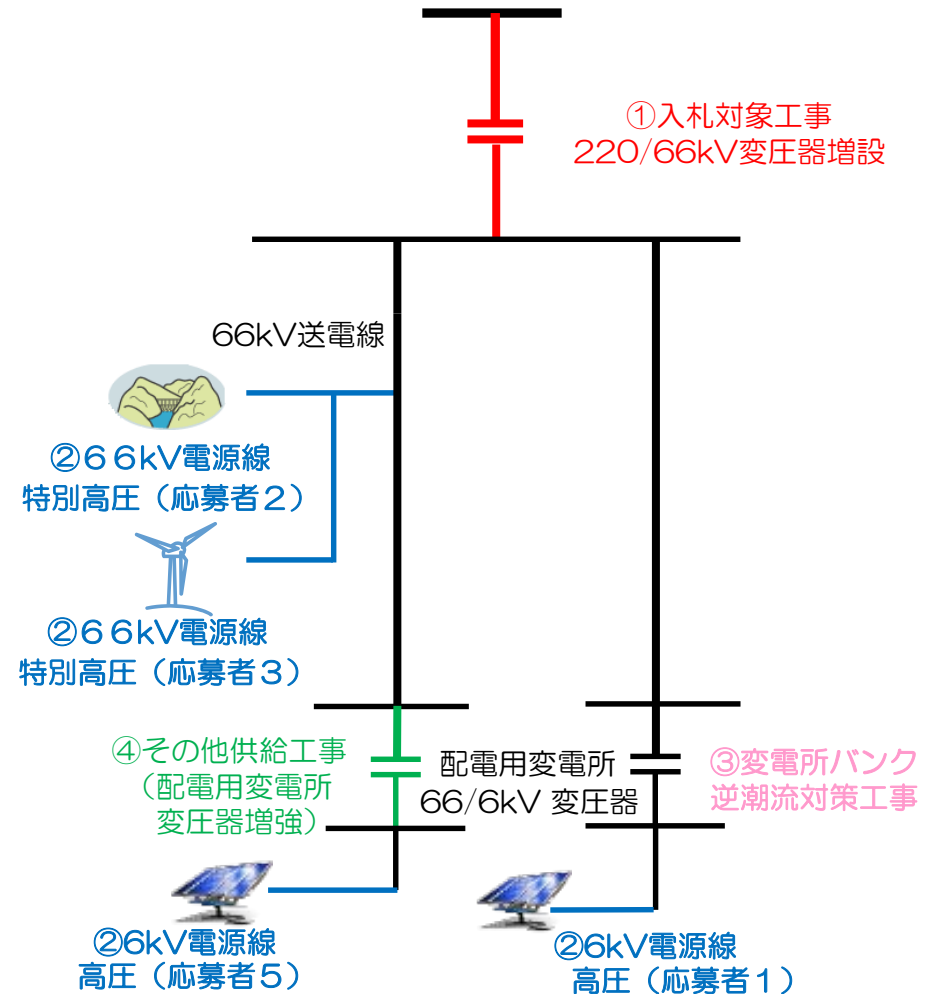 ①入札対象工事
220/66kV変圧器増設
66kV送電線
②６６kV電源線
特別高圧（応募者２）
②６６kV電源線
特別高圧（応募者３）
④その他供給工事
（配電用変電所
変圧器増強）
配電用変電所
66/6kV 変圧器
③変電所バンク
逆潮流対策工事
②6kV電源線
高圧（応募者５）
②6kV電源線
高圧（応募者１）